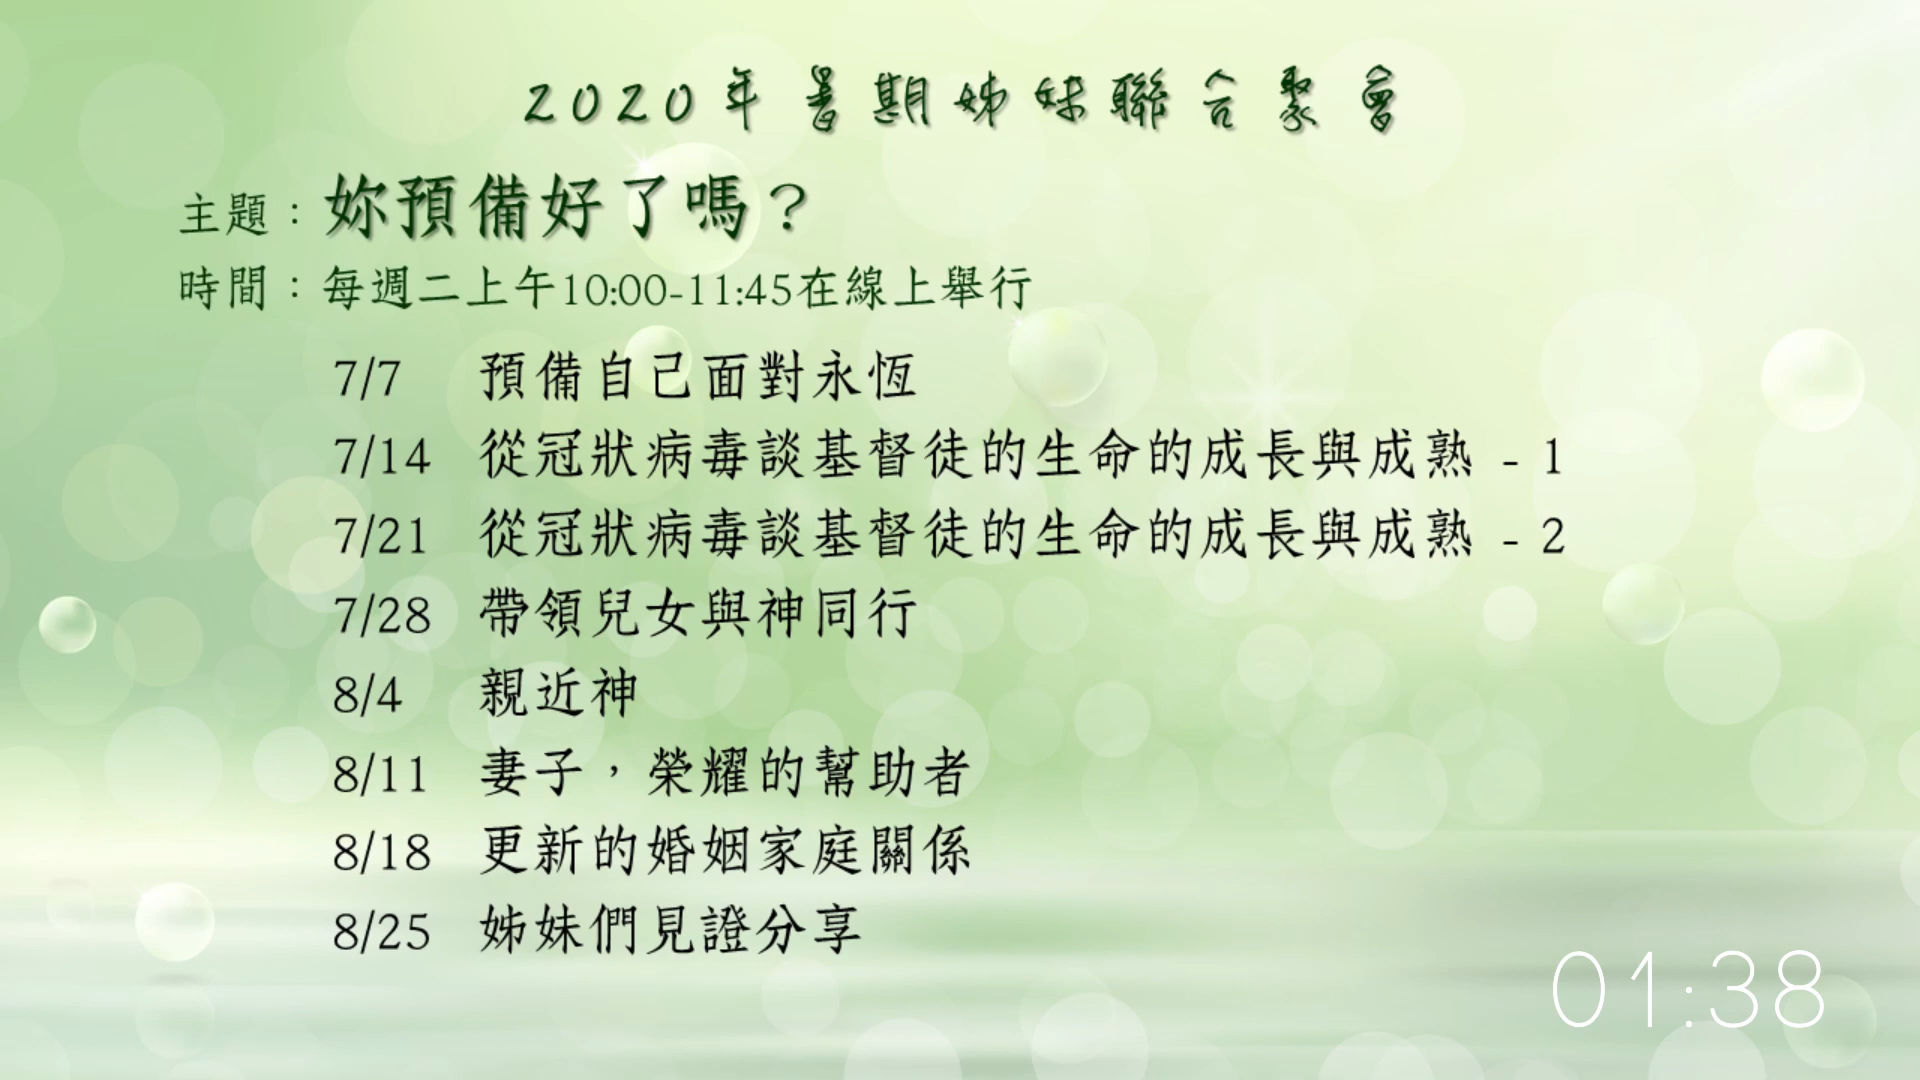 2020年暑期姊妹聯合聚會
主題：妳預備好了嗎？
時間：每週二上午10:00-11:45在線上舉行
7/7 預備自己面對永恆
7/14 從冠狀病毒談基督徒的生命的成長與成熟 - 1
7/21 從冠狀病毒談基督徒的生命的成長與成熟 - 2
7/28 帶領兒女與神同行
8/4 親近神
8/11 妻子，榮耀的幫助者
8/18 更新的婚姻家庭關係
8/25 姊妹們見證分享
01:38